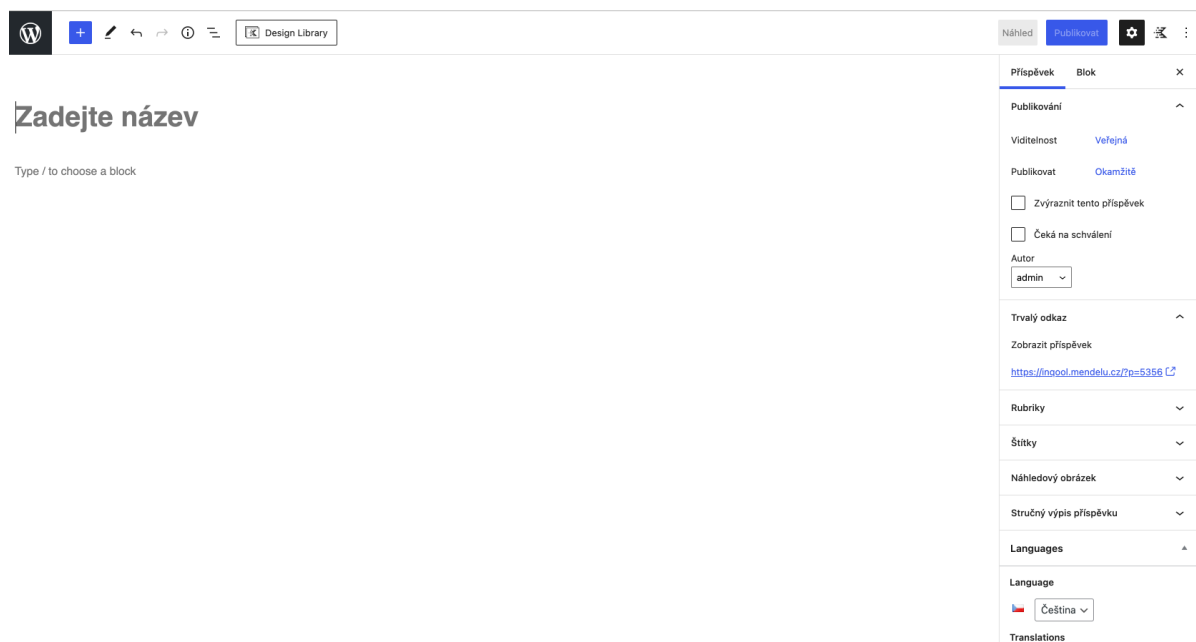 Design Library
Náhled
Publikovat
Příspěvek Blok
Zadejte název
Type / to choose a block
Publikování
Viditelnost Veřejná
Publikovat Okamžitě
Zvýraznit tento příspěvek
Čeká na schválení
Autor
admin
Trvalý odkaz
Zobrazit příspěvek
https://inqool.mendelu.cz/?p=5356
Rubriky
Štítky
Náhledový obrázek
Stručný výpis příspěvku
Languages
Language
Čeština
Translations